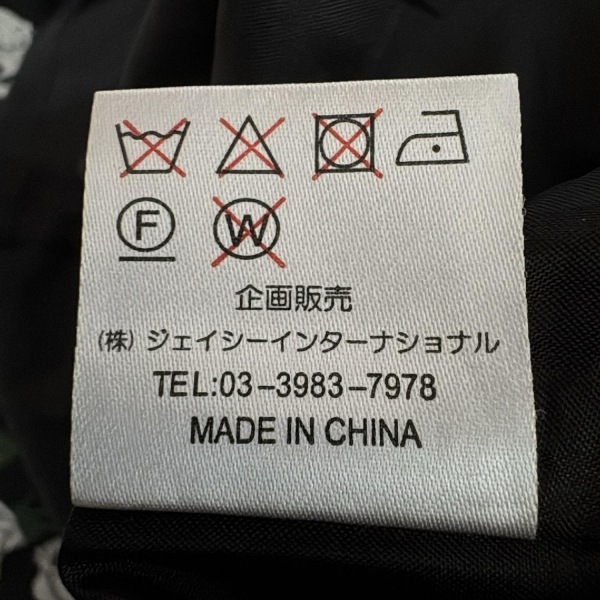 F W
企画販売
(株) ジェイシーインターナショナル
TEL:03-3983-7978
MADE IN CHINA